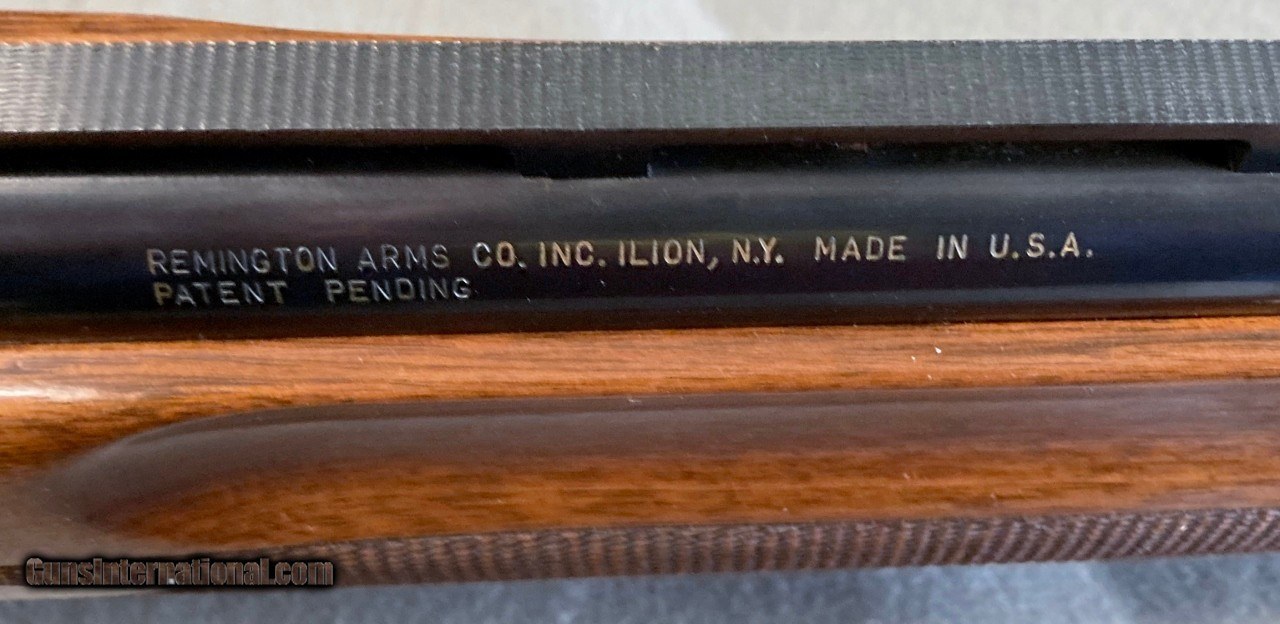 REMINGTON ARMS CO. INC. ILION, N.Y. MADE IN U.S.A.
PATENT PENDING
GunsInternational.com